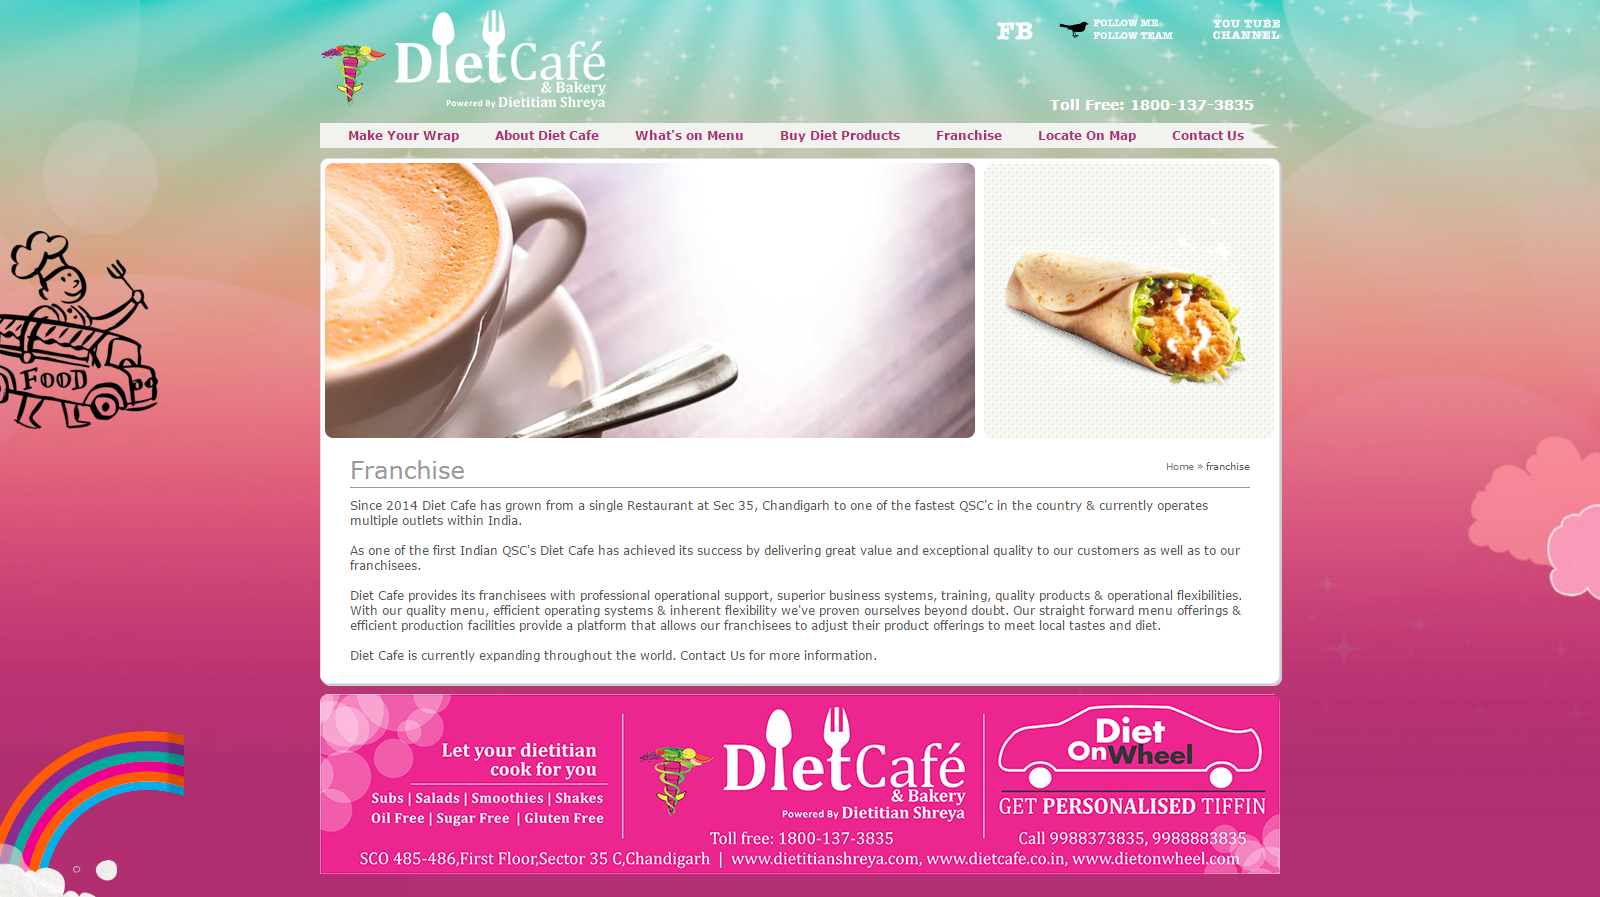 DietCafé
& Bakery
Powered By Dietitian Shreya
FB
FOLLOW ME
FOLLOW TEAM
YOU TUBE
CHANNEL
Toll Free: 1800-137-3835
Make Your Wrap About Diet Cafe What's on Menu Buy Diet Products Franchise Locate On Map Contact Us
FOOD
Franchise
Home » franchise
Since 2014 Diet Cafe has grown from a single Restaurant at Sec 35, Chandigarh to one of the fastest QSC'c in the country & currently operates
multiple outlets within India.
As one of the first Indian QSC's Diet Cafe has achieved its success by delivering great value and exceptional quality to our customers as well as to our
franchisees.
Diet Cafe provides its franchisees with professional operational support, superior business systems, training, quality products & operational flexibilities.
With our quality menu, efficient operating systems & inherent flexibility we've proven ourselves beyond doubt. Our straight forward menu offerings &
efficient production facilities provide a platform that allows our franchisees to adjust their product offerings to meet local tastes and diet.
Diet Cafe is currently expanding throughout the world. Contact Us for more information.
Let your dietitian
cook for you
Subs | Salads | Smoothies | Shakes
Oil Free | Sugar Free | Gluten Free
DietCafé
& Bakery
Powered By Dietitian Shreya
Toll free: 1800-137-3835
Diet
On Wheel
GET PERSONALISED TIFFIN
Call 9988373835, 9988883835
SCO 485-486,First Floor,Sector 35 C,Chandigarh | www.dietitianshreya.com, www.dietcafe.co.in, www.dietonwheel.com